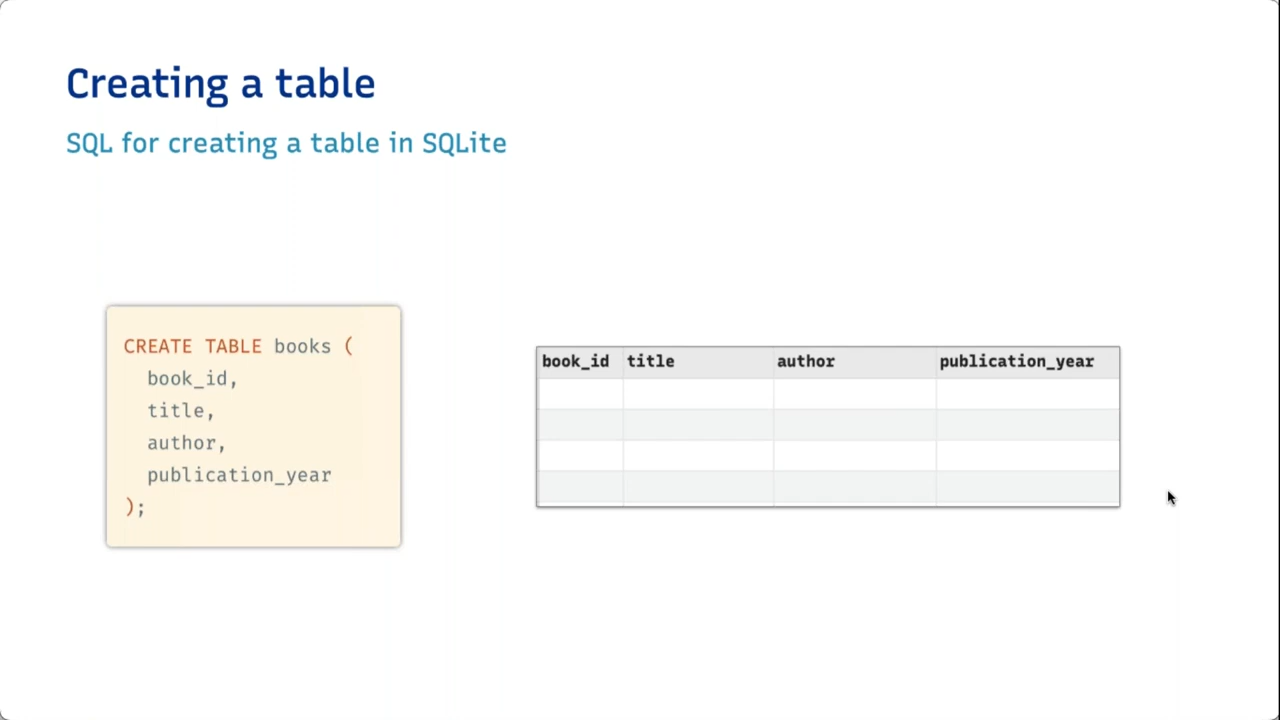 Creating a table
SQL for creating a table in SQLite
CREATE TABLE books (
book_id,
title,
author,
publication_year
);
book_id title author publication_year